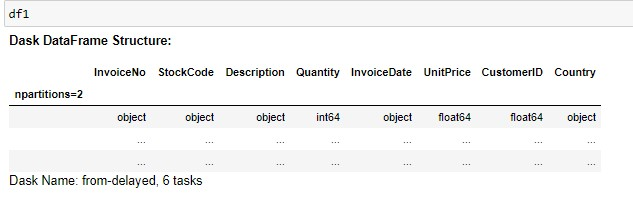 df1
Dask DataFrame Structure:
InvoiceNo StockCode Description Quantity InvoiceDate UnitPrice CustomerID Country
npartitions=2
object object object int64 object float64 float64 object
... ... ... ... ... ... ... ...
... ... ... ... ... ... ... ...
Dask Name: from-delayed, 6 tasks